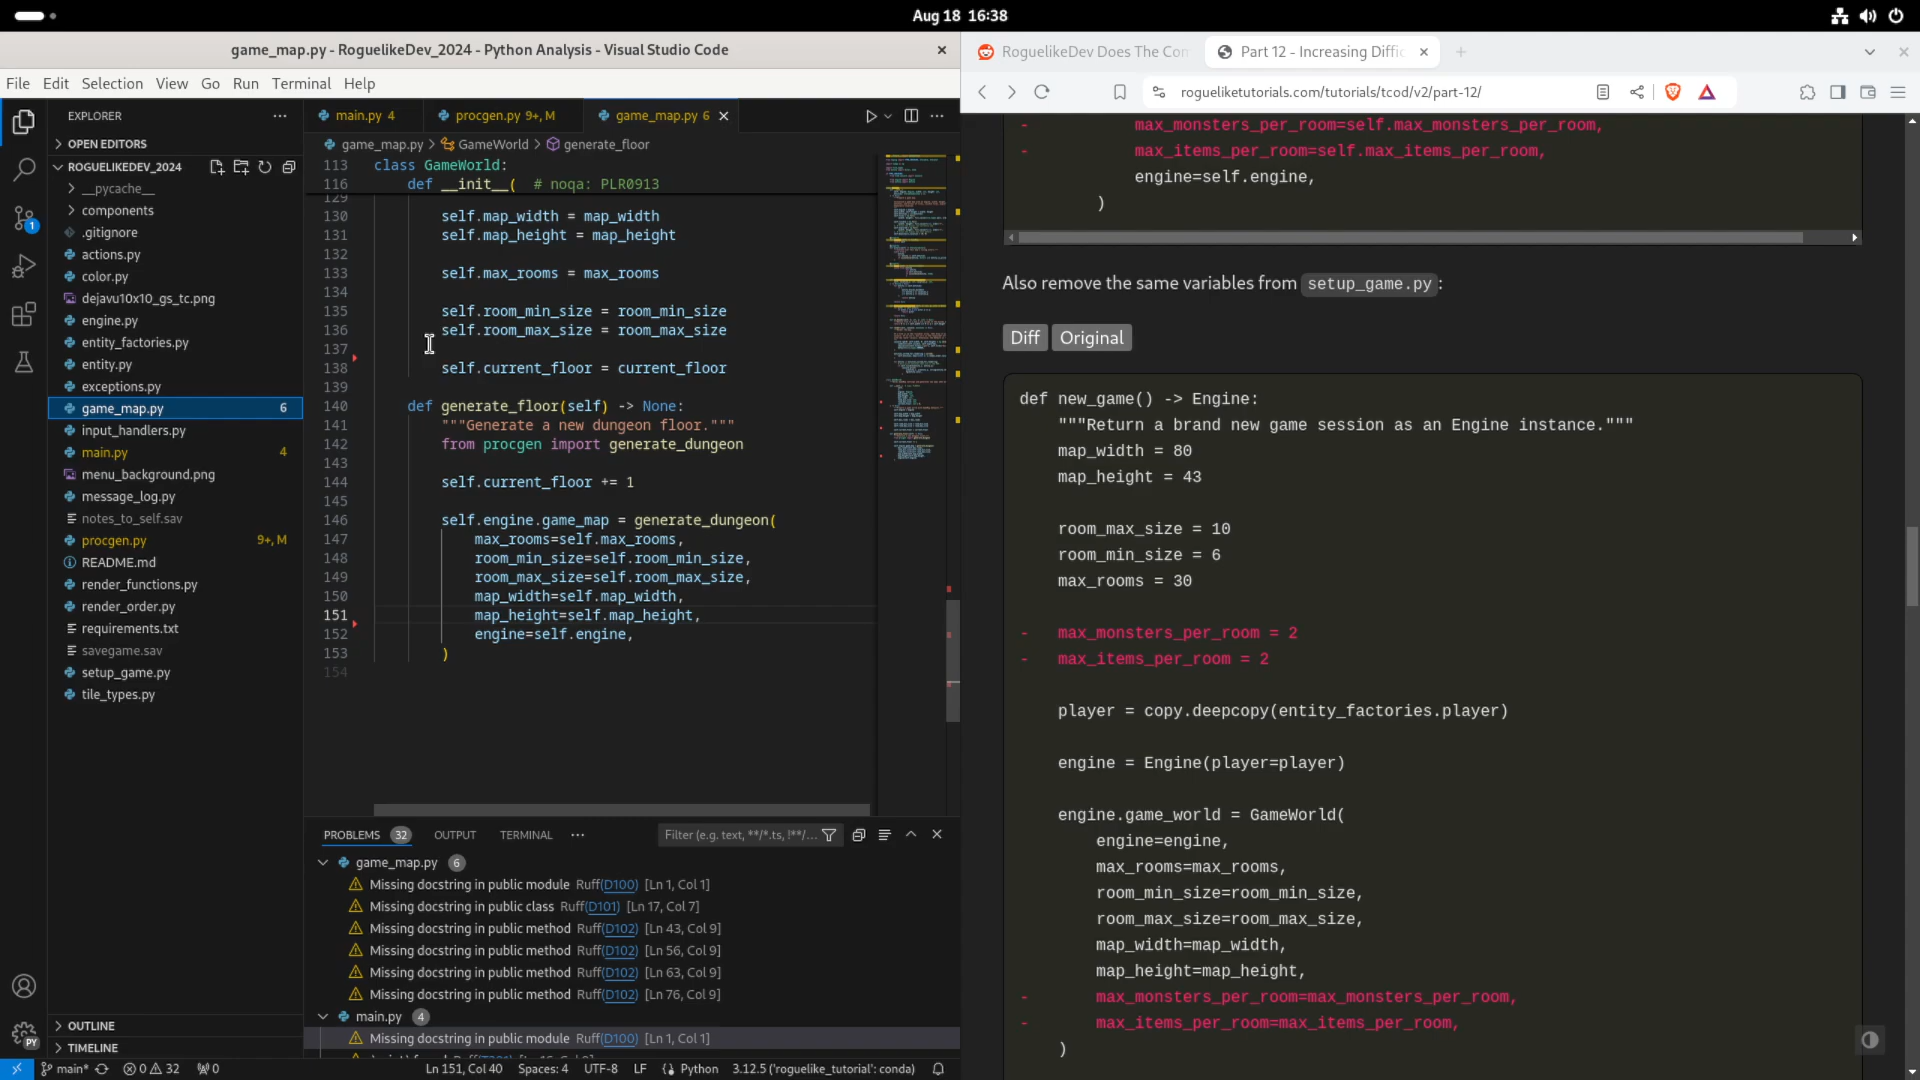 Aug 18 16:38
game_map.py - RoguelikeDev_2024 - Python Analysis - Visual Studio Code
File Edit Selection View Go Run Terminal Help
EXPLORER
OPEN EDITORS
ROGUELIKEDEV_2024
__pycache__
components
.gitignore
actions.py
color.py
dejavu10x10_gs_tc.png
engine.py
entity_factories.py
entity.py
exceptions.py
game_map.py 6
input_handlers.py
main.py 4
menu_background.png
message_log.py
notes_to_self.sav
procgen.py 9+, M
README.md
render_functions.py
render_order.py
requirements.txt
savegame.sav
setup_game.py
tile_types.py
OUTLINE
TIMELINE
1
PY
main.py 4 procgen.py 9+, M game_map.py 6
game_map.py > GameWorld > generate_floor
113 class GameWorld:
116 def __init__( # noqa: PLR0913
129
130 self.map_width = map_width
131 self.map_height = map_height
132
133 self.max_rooms = max_rooms
134
135 self.room_min_size = room_min_size
136 self.room_max_size = room_max_size
137
138 self.current_floor = current_floor
139
140 def generate_floor(self) -> None:
141 """Generate a new dungeon floor."""
142 from procgen import generate_dungeon
143
144 self.current_floor += 1
145
146 self.engine.game_map = generate_dungeon(
147 max_rooms=self.max_rooms,
148 room_min_size=self.room_min_size,
149 room_max_size=self.room_max_size,
150 map_width=self.map_width,
151 map_height=self.map_height,
152 engine=self.engine,
153 )
154
PROBLEMS 32 OUTPUT TERMINAL
Filter (e.g. text, **/*.ts, !**/...
game_map.py 6
Missing docstring in public module Ruff(D100) [Ln 1, Col 1]
Missing docstring in public class Ruff(D101) [Ln 17, Col 7]
Missing docstring in public method Ruff(D102) [Ln 43, Col 9]
Missing docstring in public method Ruff(D102) [Ln 56, Col 9]
Missing docstring in public method Ruff(D102) [Ln 63, Col 9]
Missing docstring in public method Ruff(D102) [Ln 76, Col 9]
main.py 4
Missing docstring in public module Ruff(D100) [Ln 1, Col 1]
main* 0 32 0 Ln 151, Col 40 Spaces: 4 UTF-8 LF Python 3.12.5 ('roguelike_tutorial': conda)
RoguelikeDev Does The Com
Part 12 - Increasing Diffic
rogueliketutorials.com/tutorials/tcod/v2/part-12/
- max_monsters_per_room=self.max_monsters_per_room,
- max_items_per_room=self.max_items_per_room,
engine=self.engine,
)
Also remove the same variables from setup_game.py:
Diff Original
def new_game() -> Engine:
"""Return a brand new game session as an Engine instance."""
map_width = 80
map_height = 43
room_max_size = 10
room_min_size = 6
max_rooms = 30
- max_monsters_per_room = 2
- max_items_per_room = 2
player = copy.deepcopy(entity_factories.player)
engine = Engine(player=player)
engine.game_world = GameWorld(
engine=engine,
max_rooms=max_rooms,
room_min_size=room_min_size,
room_max_size=room_max_size,
map_width=map_width,
map_height=map_height,
- max_monsters_per_room=max_monsters_per_room,
- max_items_per_room=max_items_per_room,
)